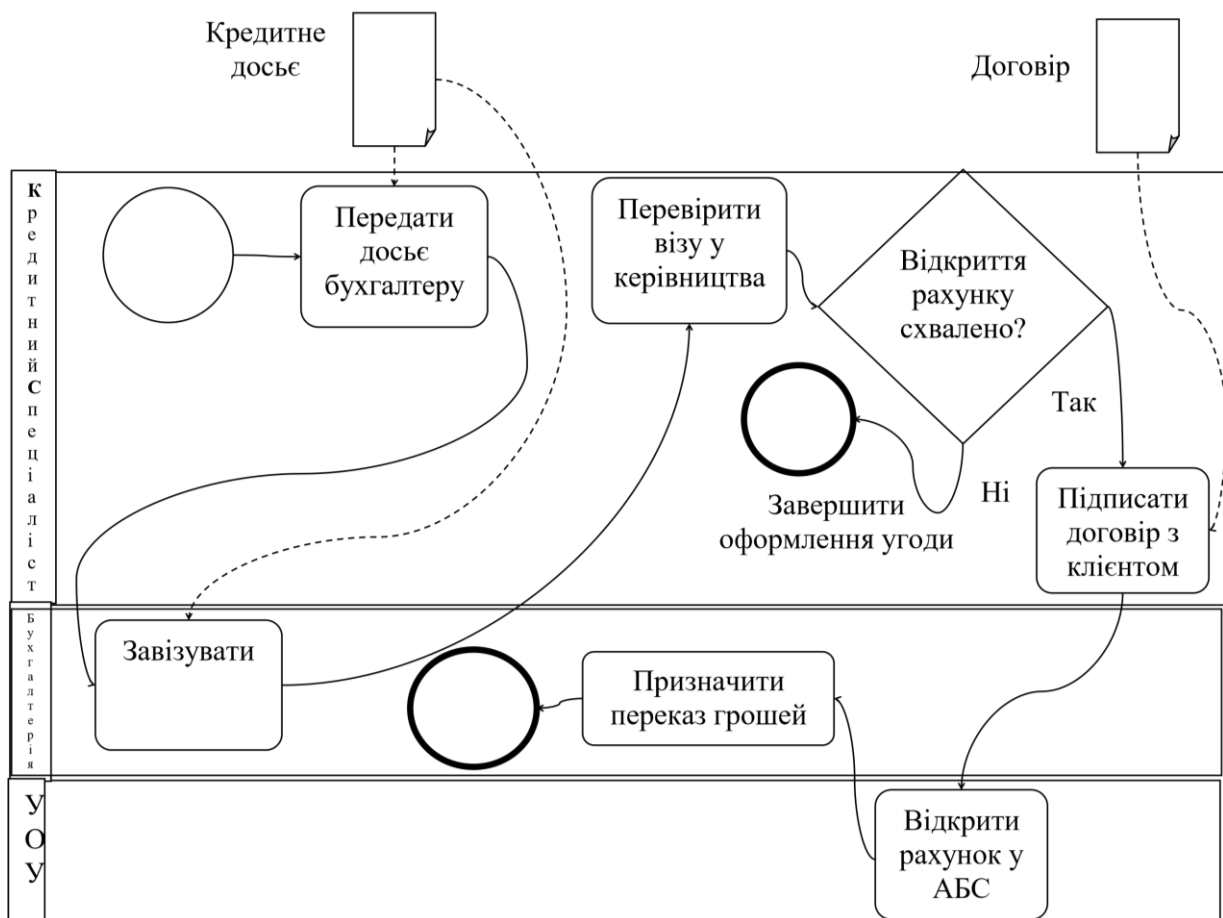 Кредитне
досьє
Договір
Кредитний Спеціаліст
Передати
досьє
бухгалтеру
Перевірити
візу у
керівництва
Відкриття
рахунку
схвалено?
Так
Ні
Завершити
оформлення угоди
Підписати
договір з
клієнтом
Бухгалтерія
Завізувати
Призначити
переказ грошей
УОУ
Відкрити
рахунок у
АБС